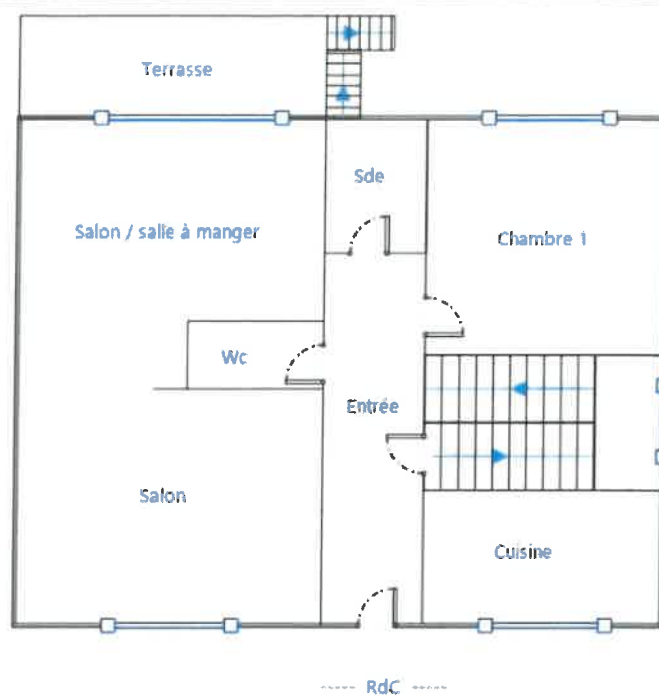 Terrasse
Sde
Salon / salle à manger
Chambre 1
Wc
Entrée
Salon
Cuisine
----- RdC -----